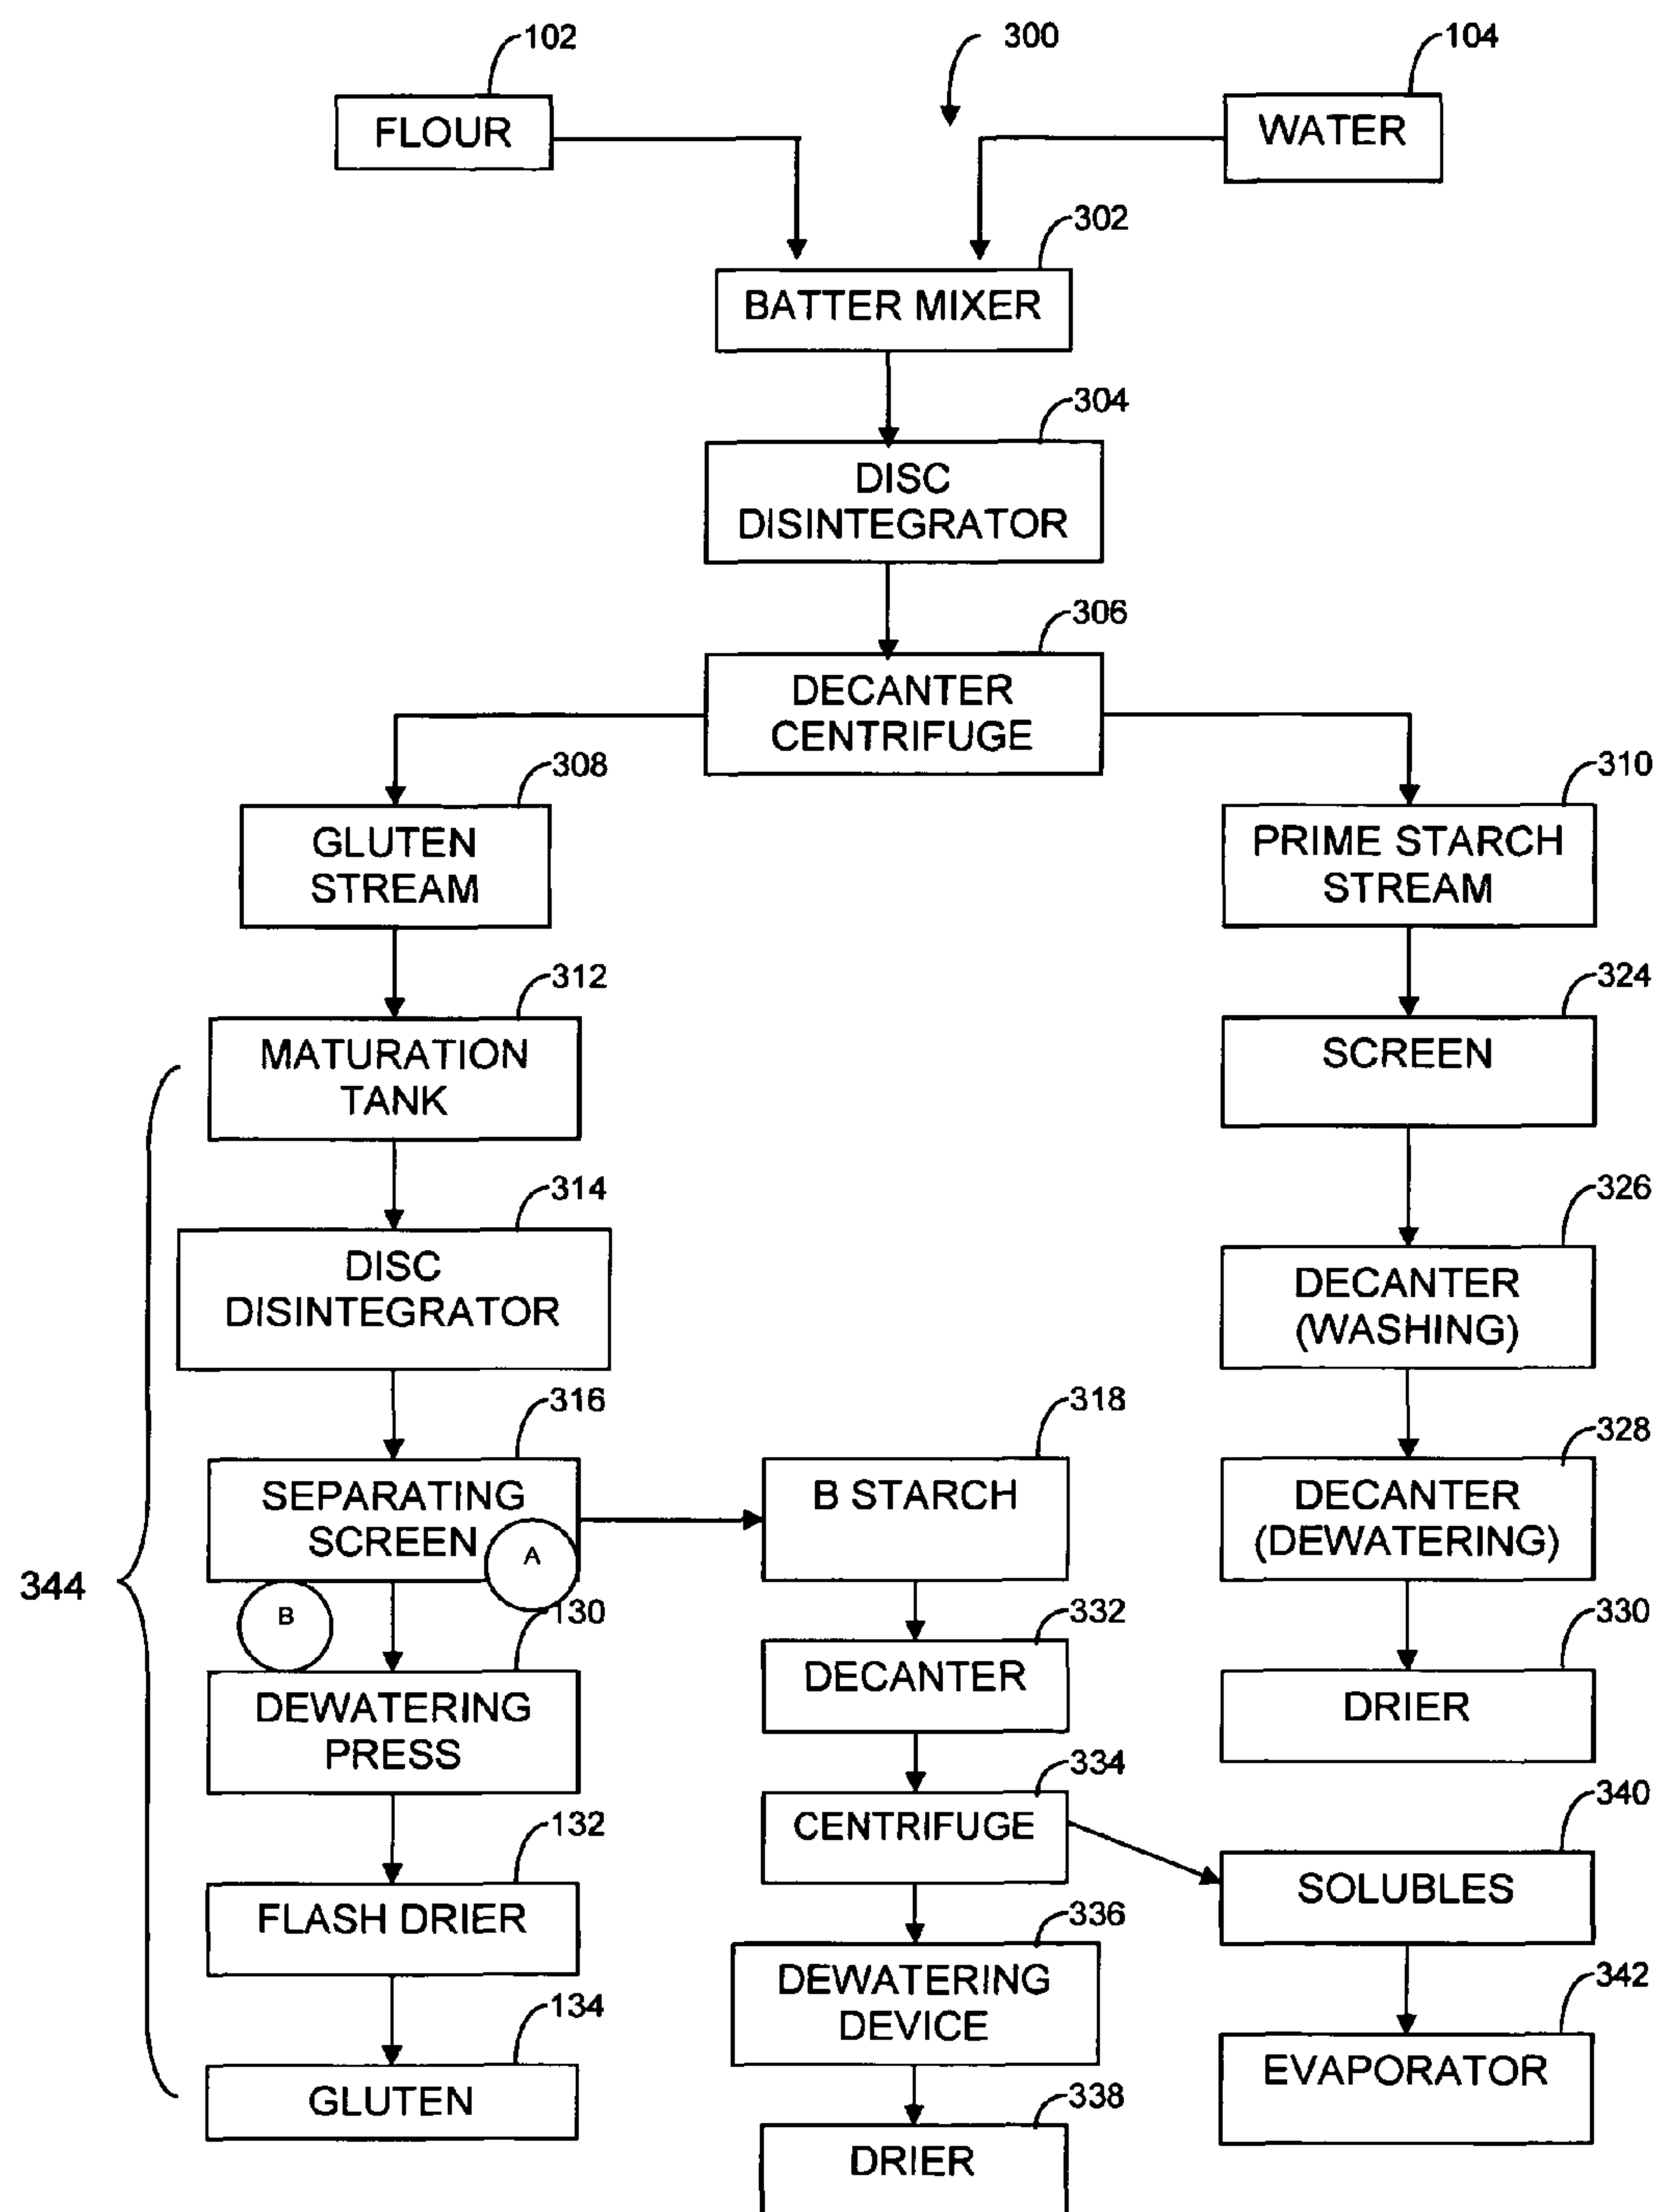 102
300
104
FLOUR
WATER
302
BATTER MIXER
304
DISC
DISINTEGRATOR
306
DECANTER
CENTRIFUGE
308
310
GLUTEN
STREAM
PRIME STARCH
STREAM
312
324
MATURATION
TANK
SCREEN
314
326
DISC
DISINTEGRATOR
DECANTER
(WASHING)
316
318
328
SEPARATING
SCREEN
A
B STARCH
DECANTER
(DEWATERING)
344
B
130
332
330
DEWATERING
PRESS
DECANTER
DRIER
334
340
132
CENTRIFUGE
FLASH DRIER
SOLUBLES
336
342
134
DEWATERING
DEVICE
GLUTEN
EVAPORATOR
338
DRIER